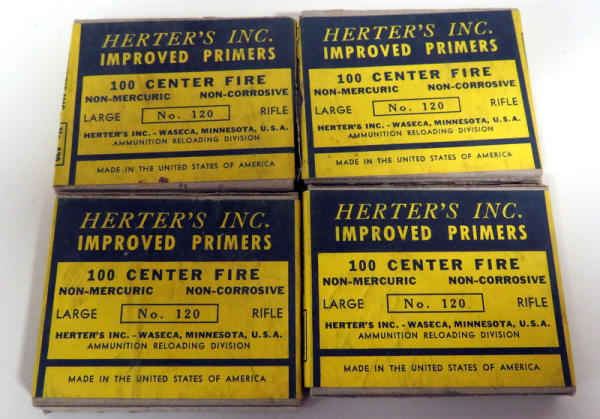 HERTER'S INC.
IMPROVED PRIMERS
100 CENTER FIRE
NON-MERCURIC NON-CORROSIVE
LARGE No. 120 RIFLE
HERTER'S INC. - WASECA, MINNESOTA, U.S.A.
AMMUNITION RELOADING DIVISION
MADE IN THE UNITED STATES OF AMERICA
HERTER'S INC.
IMPROVED PRIMERS
100 CENTER FIRE
NON-MERCURIC NON-CORROSIVE
LARGE No. 120 RIFLE
HERTER'S INC. - WASECA, MINNESOTA, U.S.A.
AMMUNITION RELOADING DIVISION
MADE IN THE UNITED STATES OF AMERICA
HERTER'S INC.
IMPROVED PRIMERS
100 CENTER FIRE
NON-MERCURIC NON-CORROSIVE
LARGE No. 120 RIFLE
HERTER'S INC. - WASECA, MINNESOTA, U.S.A.
AMMUNITION RELOADING DIVISION
MADE IN THE UNITED STATES OF AMERICA
HERTER'S INC.
IMPROVED PRIMERS
100 CENTER FIRE
NON-MERCURIC NON-CORROSIVE
LARGE No. 120 RIFLE
HERTER'S INC. - WASECA, MINNESOTA, U.S.A.
AMMUNITION RELOADING DIVISION
MADE IN THE UNITED STATES OF AMERICA